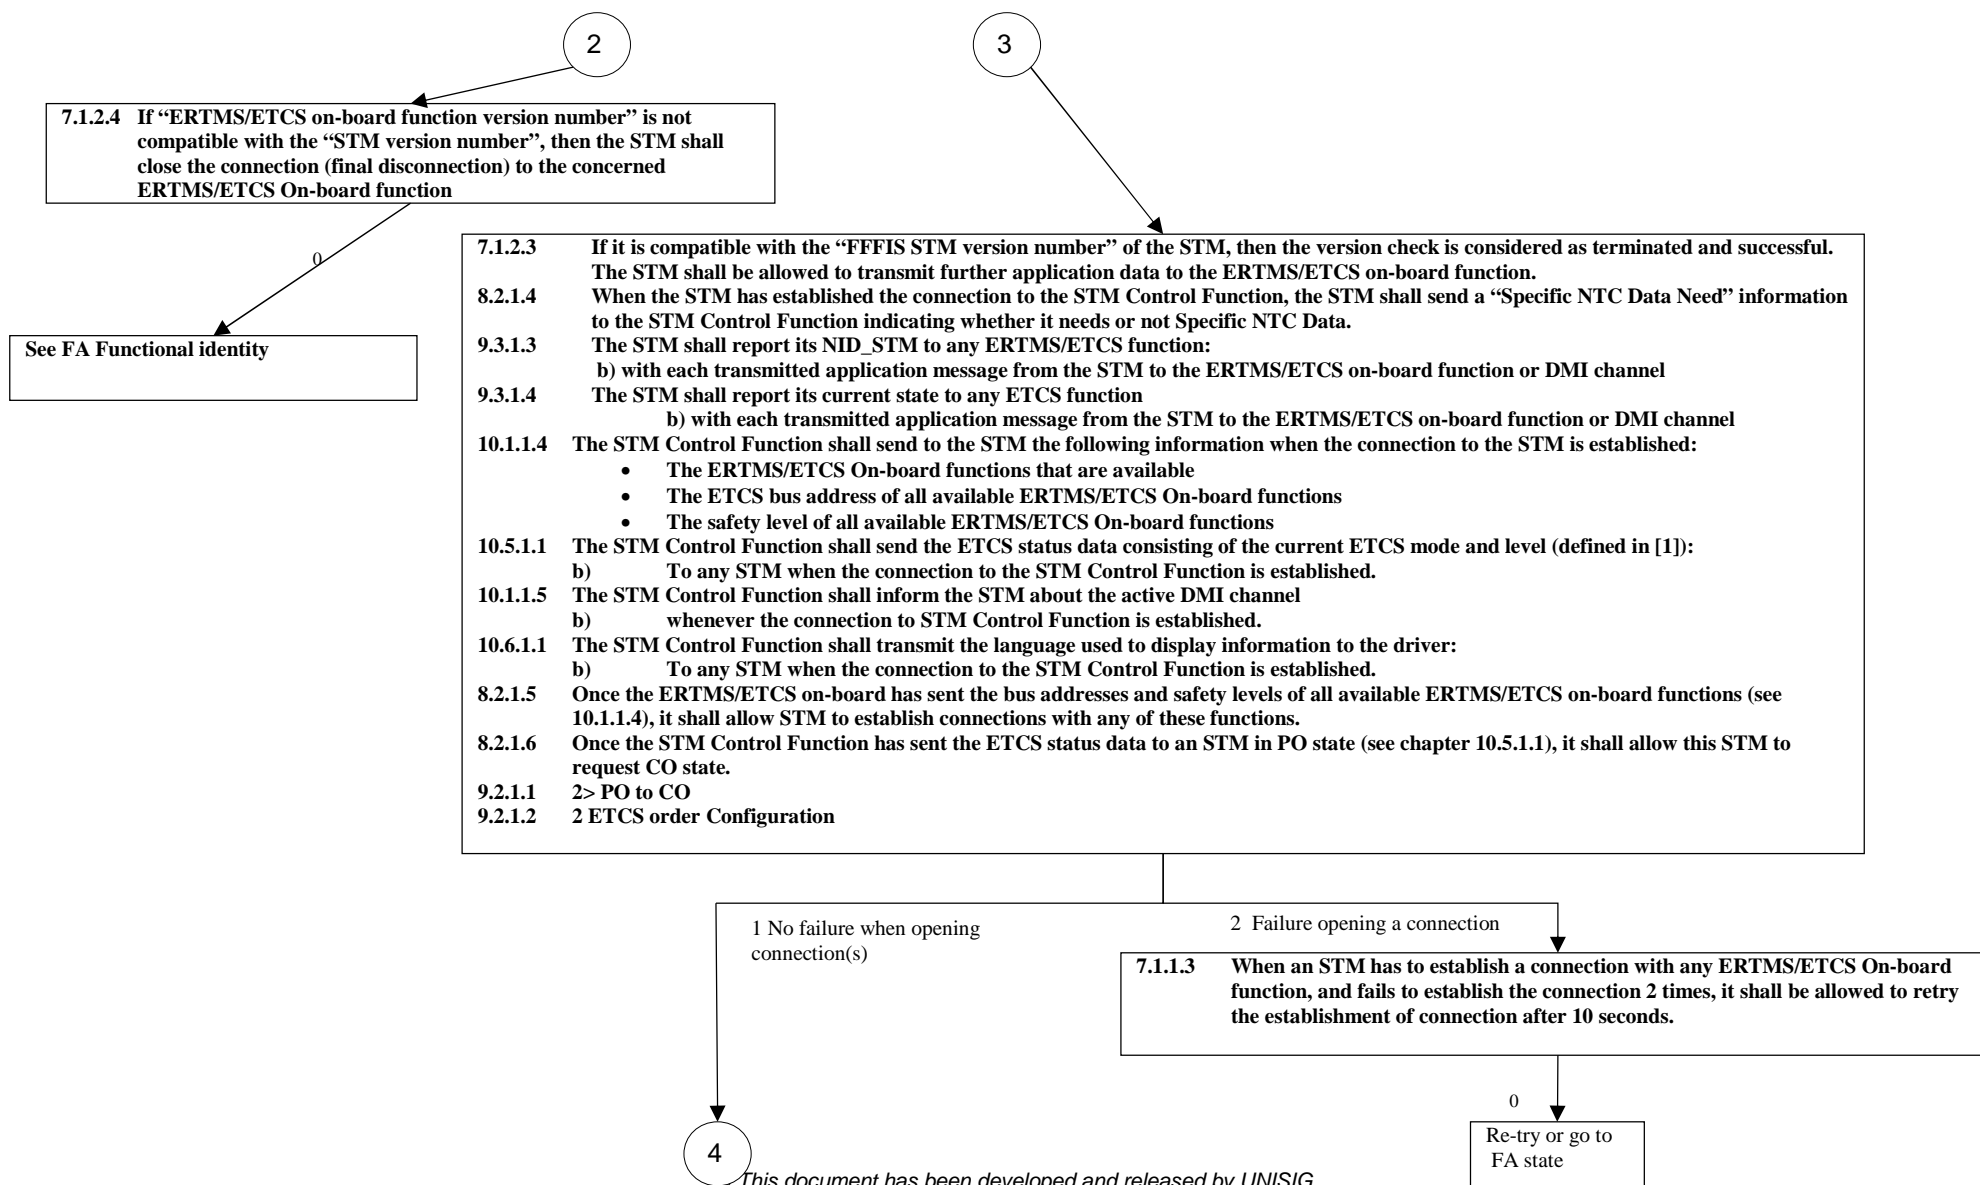 2
3
7.1.2.4 If “ERTMS/ETCS on-board function version number” is not
compatible with the “STM version number”, then the STM shall
close the connection (final disconnection) to the concerned
ERTMS/ETCS On-board function
0
See FA Functional identity
7.1.2.3 If it is compatible with the “FFFIS STM version number” of the STM, then the version check is considered as terminated and successful.
The STM shall be allowed to transmit further application data to the ERTMS/ETCS on-board function.
8.2.1.4 When the STM has established the connection to the STM Control Function, the STM shall send a “Specific NTC Data Need” information
to the STM Control Function indicating whether it needs or not Specific NTC Data.
9.3.1.3 The STM shall report its NID_STM to any ERTMS/ETCS function:
b) with each transmitted application message from the STM to the ERTMS/ETCS on-board function or DMI channel
9.3.1.4 The STM shall report its current state to any ETCS function
b) with each transmitted application message from the STM to the ERTMS/ETCS on-board function or DMI channel
10.1.1.4 The STM Control Function shall send to the STM the following information when the connection to the STM is established:
• The ERTMS/ETCS On-board functions that are available
• The ETCS bus address of all available ERTMS/ETCS On-board functions
• The safety level of all available ERTMS/ETCS On-board functions
10.5.1.1 The STM Control Function shall send the ETCS status data consisting of the current ETCS mode and level (defined in [1]):
b) To any STM when the connection to the STM Control Function is established.
10.1.1.5 The STM Control Function shall inform the STM about the active DMI channel
b) whenever the connection to STM Control Function is established.
10.6.1.1 The STM Control Function shall transmit the language used to display information to the driver:
b) To any STM when the connection to the STM Control Function is established.
8.2.1.5 Once the ERTMS/ETCS on-board has sent the bus addresses and safety levels of all available ERTMS/ETCS on-board functions (see
10.1.1.4), it shall allow STM to establish connections with any of these functions.
8.2.1.6 Once the STM Control Function has sent the ETCS status data to an STM in PO state (see chapter 10.5.1.1), it shall allow this STM to
request CO state.
9.2.1.1 2> PO to CO
9.2.1.2 2 ETCS order Configuration
1 No failure when opening
connection(s)
2 Failure opening a connection
7.1.1.3 When an STM has to establish a connection with any ERTMS/ETCS On-board
function, and fails to establish the connection 2 times, it shall be allowed to retry
the establishment of connection after 10 seconds.
0
Re-try or go to
FA state
4
This document has been developed and released by UNISIG